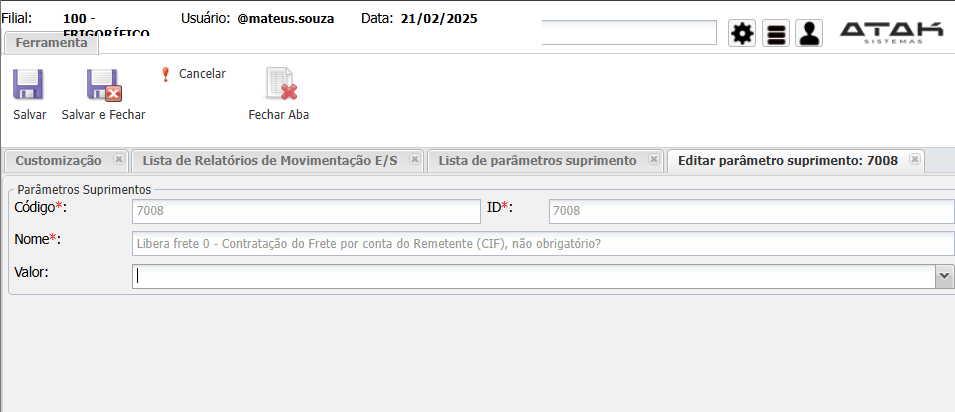 Filial: 100 - FRIGORÍFICO Usuário: @mateus.souza Data: 21/02/2025
ATAK SISTEMAS
Ferramenta
Salvar
Salvar e Fechar
Cancelar
Fechar Aba
Customização
Lista de Relatórios de Movimentação E/S
Lista de parâmetros suprimento
Editar parâmetro suprimento: 7008
Parâmetros Suprimentos
Código*: 7008 ID*: 7008
Nome*: Libera frete 0 - Contratação do Frete por conta do Remetente (CIF), não obrigatório?
Valor: